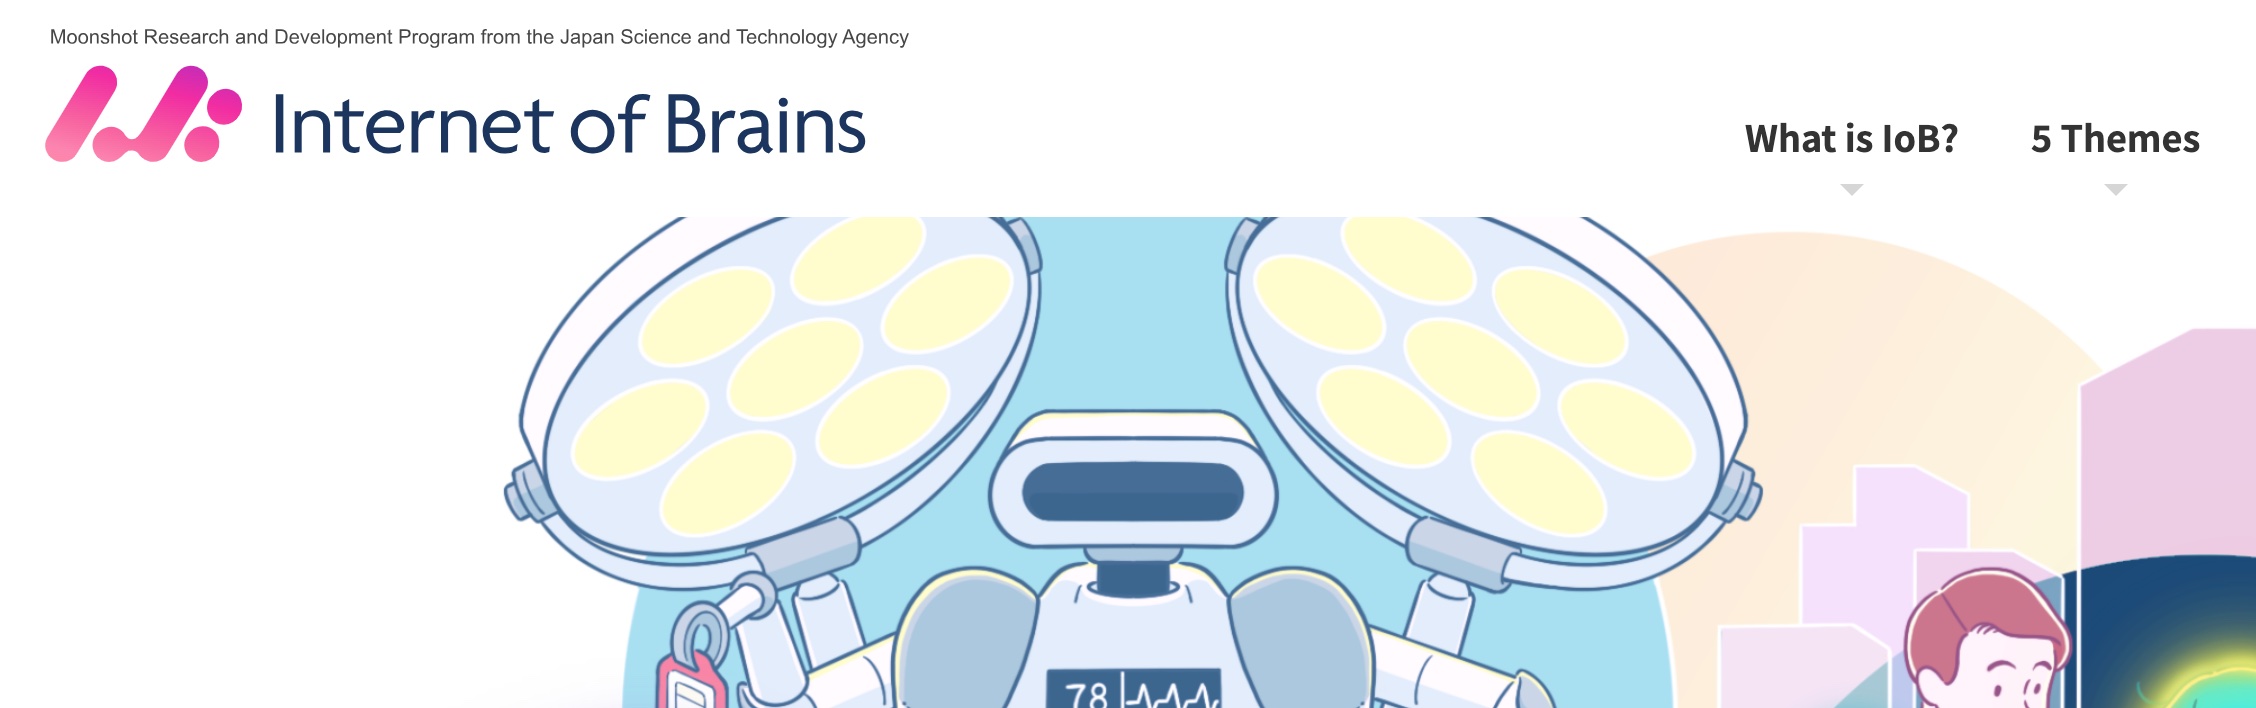 Moonshot Research and Development Program from the Japan Science and Technology Agency
Internet of Brains
What is IoB?
5 Themes
78